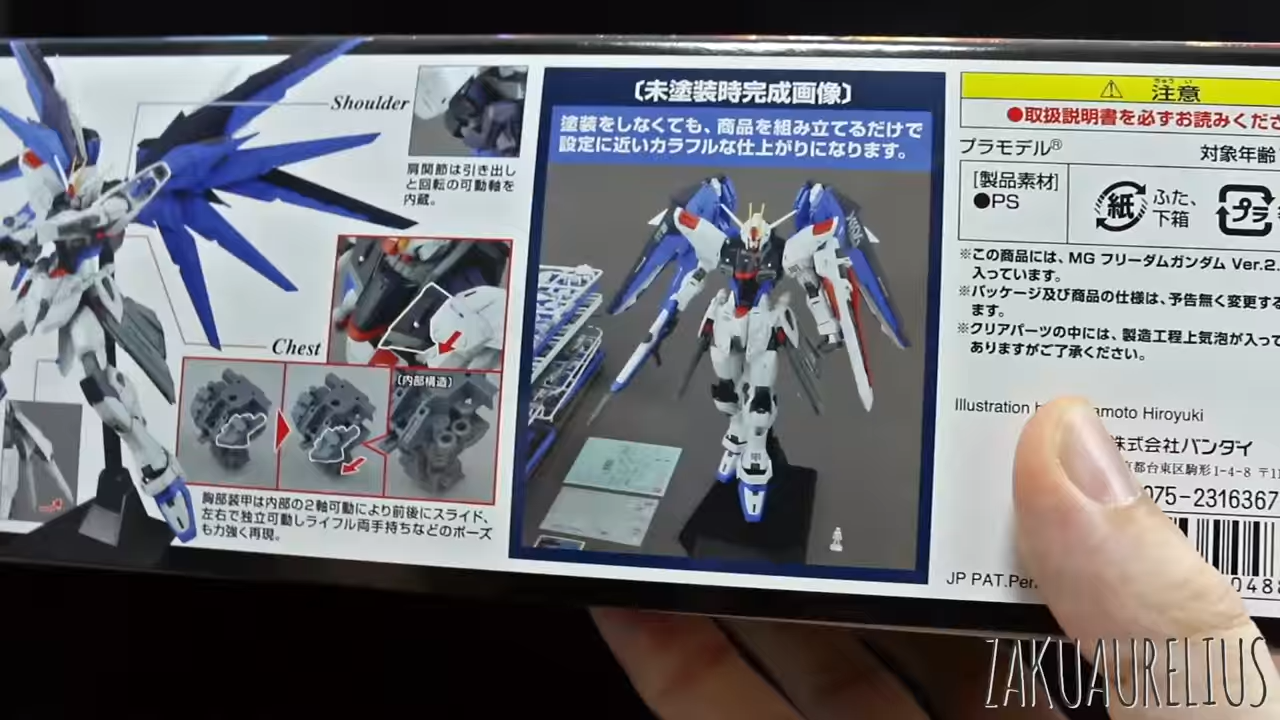 Shoulder
肩関節は引き出し
と回転の可動軸を
内蔵。
Chest
(内部構造)
胸部装甲は内部の2軸可動により前後にスライド、
左右で独立可動しライフル両手持ちなどのポーズ
も力強く再現。
〔未塗装時完成画像〕
塗装をしなくても、商品を組み立てるだけで
設定に近いカラフルな仕上がりになります。
ちゅう い
注意
●取扱説明書を必ずお読みくださ
プラモデル®
対象年齢
[製品素材]
●PS
紙
ふた、
下箱
プラ
※この商品には、MG フリーダムガンダム Ver.2.
入っています。
※パッケージ及び商品の仕様は、予告無く変更する
ます。
※クリアパーツの中には、製造工程上気泡が入って
ありますがご了承ください。
Illustration amoto Hiroyuki
株式会社バンダイ
京都台東区駒形1-4-8
075-2316367
JP PAT.Per
048
ZAKUAURELIUS